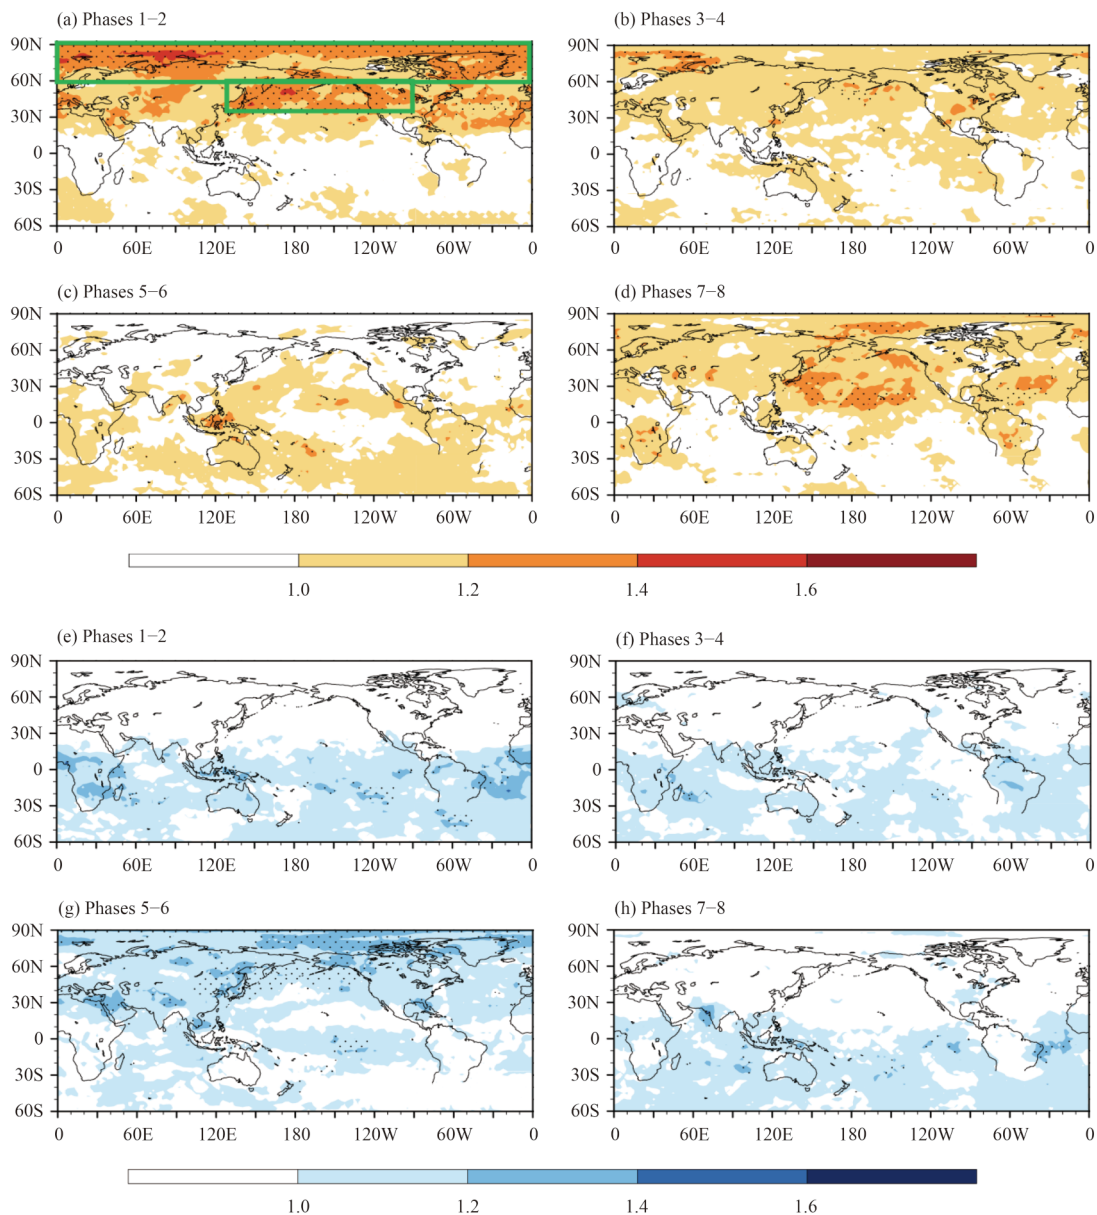 (a) Phases 1−2
(b) Phases 3−4
90N
60N
30N
0
30S
60S
0 60E 120E 180 120W 60W 0
90N
60N
30N
0
30S
60S
0 60E 120E 180 120W 60W 0
(c) Phases 5−6
(d) Phases 7−8
90N
60N
30N
0
30S
60S
0 60E 120E 180 120W 60W 0
90N
60N
30N
0
30S
60S
0 60E 120E 180 120W 60W 0
1.0 1.2 1.4 1.6
(e) Phases 1−2
(f) Phases 3−4
90N
60N
30N
0
30S
60S
0 60E 120E 180 120W 60W 0
90N
60N
30N
0
30S
60S
0 60E 120E 180 120W 60W 0
(g) Phases 5−6
(h) Phases 7−8
90N
60N
30N
0
30S
60S
0 60E 120E 180 120W 60W 0
90N
60N
30N
0
30S
60S
0 60E 120E 180 120W 60W 0
1.0 1.2 1.4 1.6